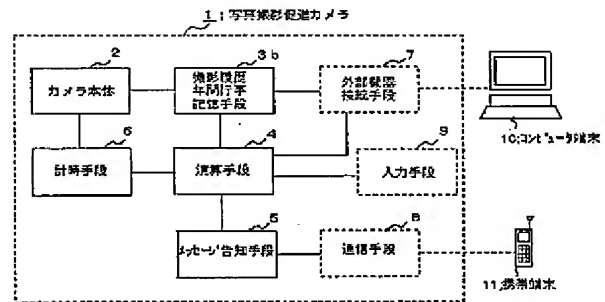 1:写真撮影促進カメラ
2
カメラ本体
3b
撮影履歴
年間行事
記憶手段
7
外部機器
接続手段
10;コンピュータ端末
6
計時手段
4
演算手段
9
入力手段
5
メッセージ告知手段
8
通信手段
11;携帯端末